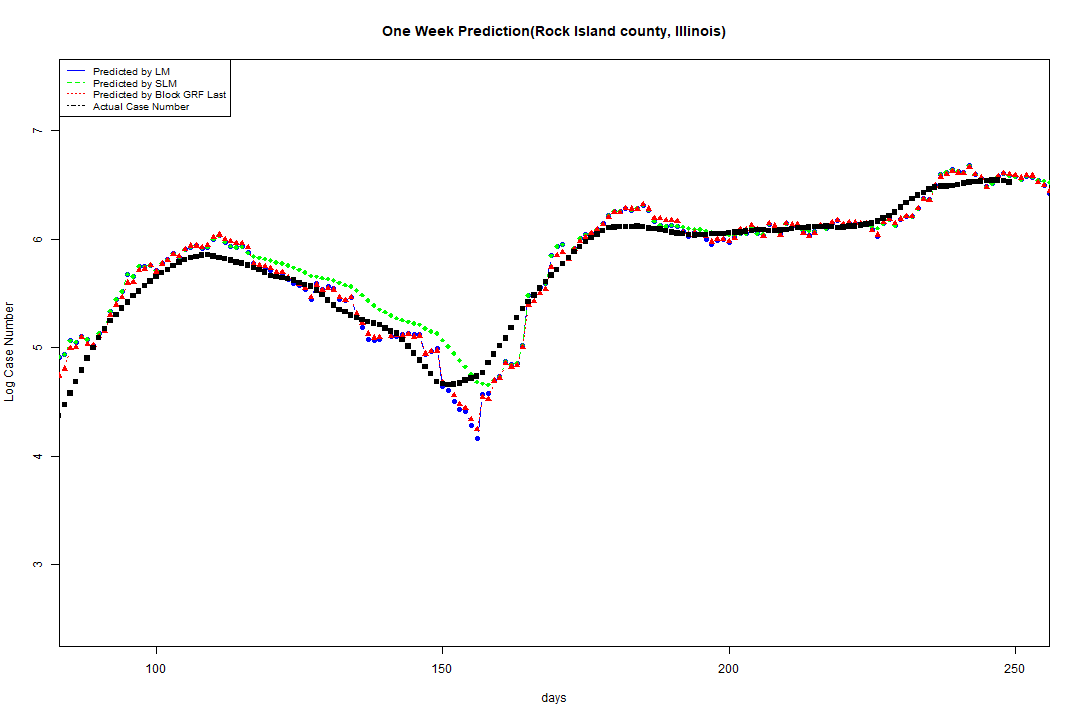 One Week Prediction(Rock Island county, Illinois)
Predicted by LM
Predicted by SLM
Predicted by Block GRF Last
Actual Case Number
7
6
5
4
3
Log Case Number
100 150 200 250
days